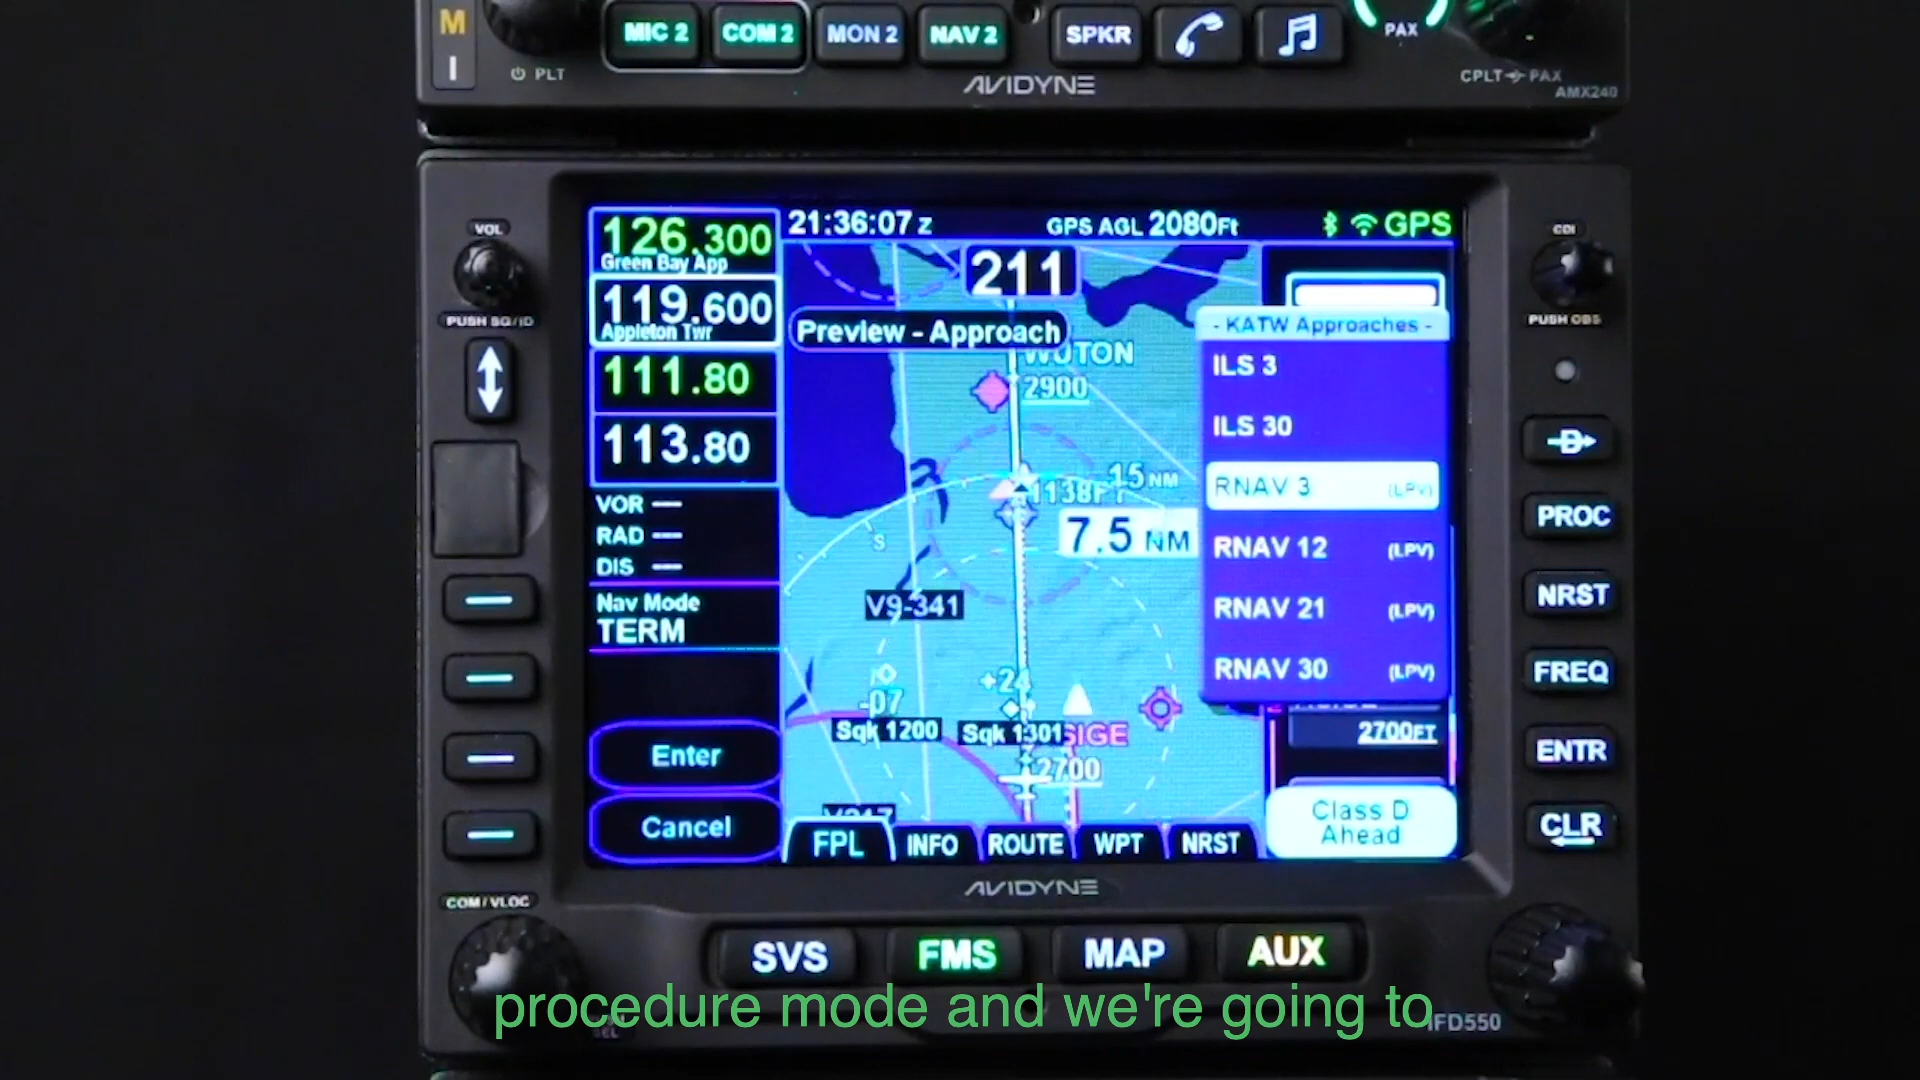 M
I
MIC 2
COM 2
MON 2
NAV 2
SPKR
PAX
PLT
AVIDYNE
CPLT
PAX
AMX240
VOL
PUSH SQ/ID
126.300
Green Bay App
119.600
Appleton Twr
111.80
113.80
VOR ---
RAD ---
DIS ---
Nav Mode
TERM
Enter
Cancel
21:36:07 Z
GPS AGL 2080Ft
GPS
211
Preview - Approach
WUTON
2900
15 NM
7.5 NM
S
V9-341
-07
+24
Sqk 1200
Sqk 1301
SIGE
2700
- KATW Approaches -
ILS 3
ILS 30
RNAV 3 (LPV)
RNAV 12 (LPV)
RNAV 21 (LPV)
RNAV 30 (LPV)
2700FT
Class D
Ahead
FPL
INFO
ROUTE
WPT
NRST
AVIDYNE
CDI
PUSH OBS
D
PROC
NRST
FREQ
ENTR
CLR
COM / VLOC
SVS
FMS
MAP
AUX
IFD550
procedure mode and we're going to